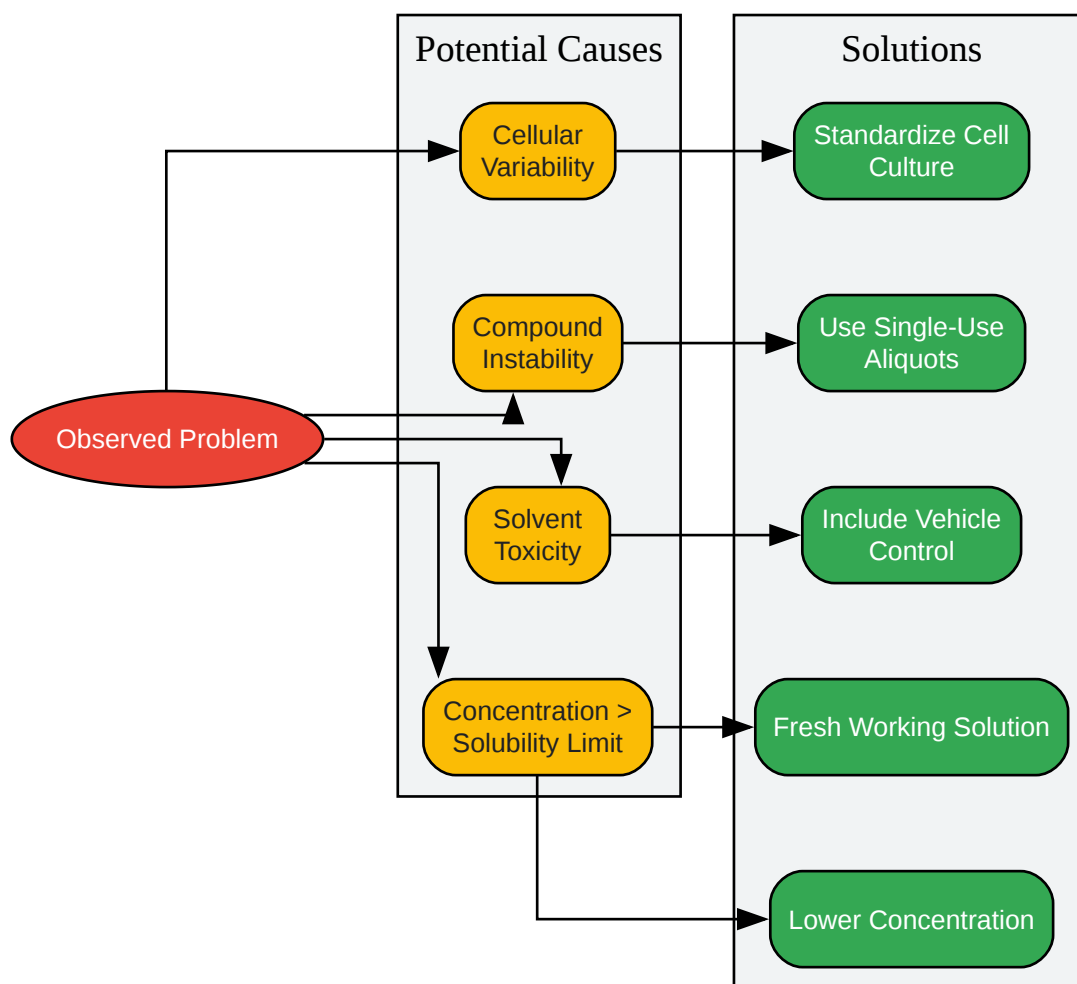 Potential Causes
Solutions
Cellular
Variability
Standardize Cell
Culture
Compound
Instability
Use Single-Use
Aliquots
Observed Problem
Solvent
Toxicity
Include Vehicle
Control
Concentration >
Solubility Limit
Fresh Working Solution
Lower Concentration